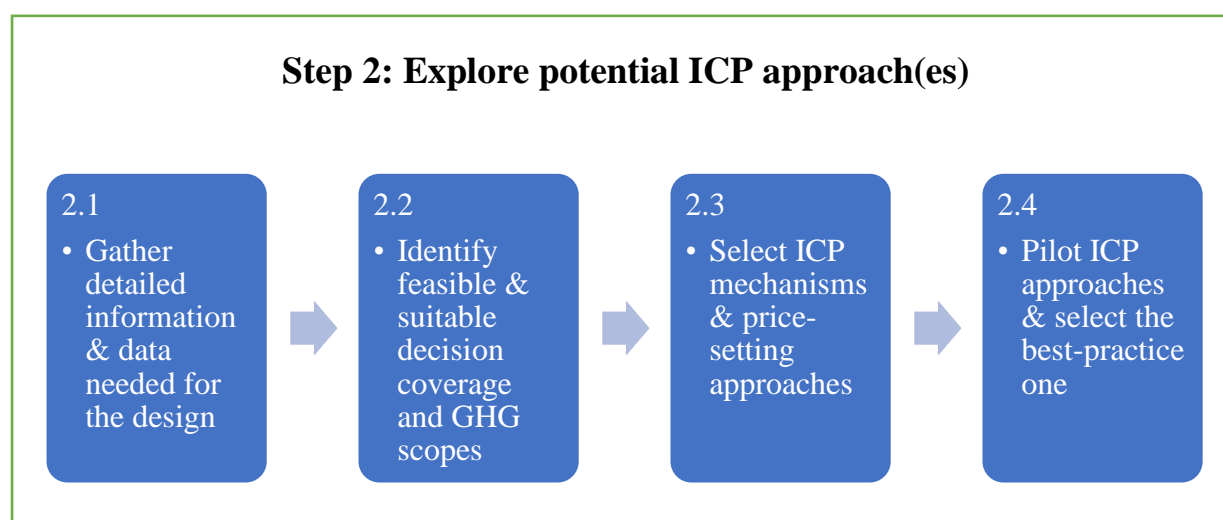 Step 2: Explore potential ICP approach(es)
2.1
• Gather
detailed
information
& data
needed for
the design
2.2
• Identify
feasible &
suitable
decision
coverage
and GHG
scopes
2.3
• Select ICP
mechanisms
& price-
setting
approaches
2.4
• Pilot ICP
approaches
& select the
best-practice
one